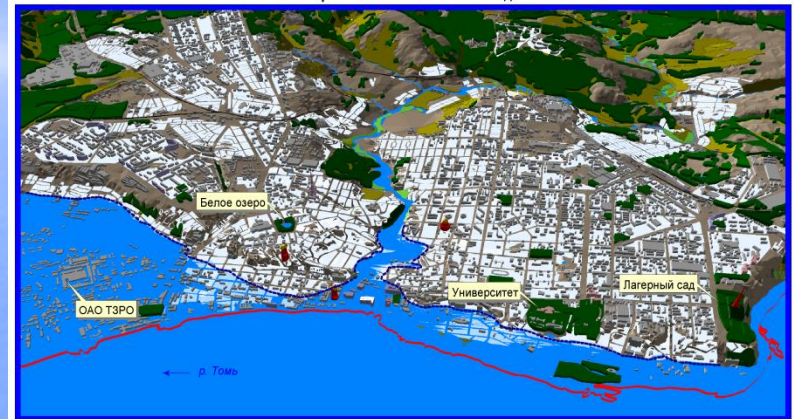 Белое озеро
Университет
Лагерный сад
ОАО ТЗРО
р. Томь